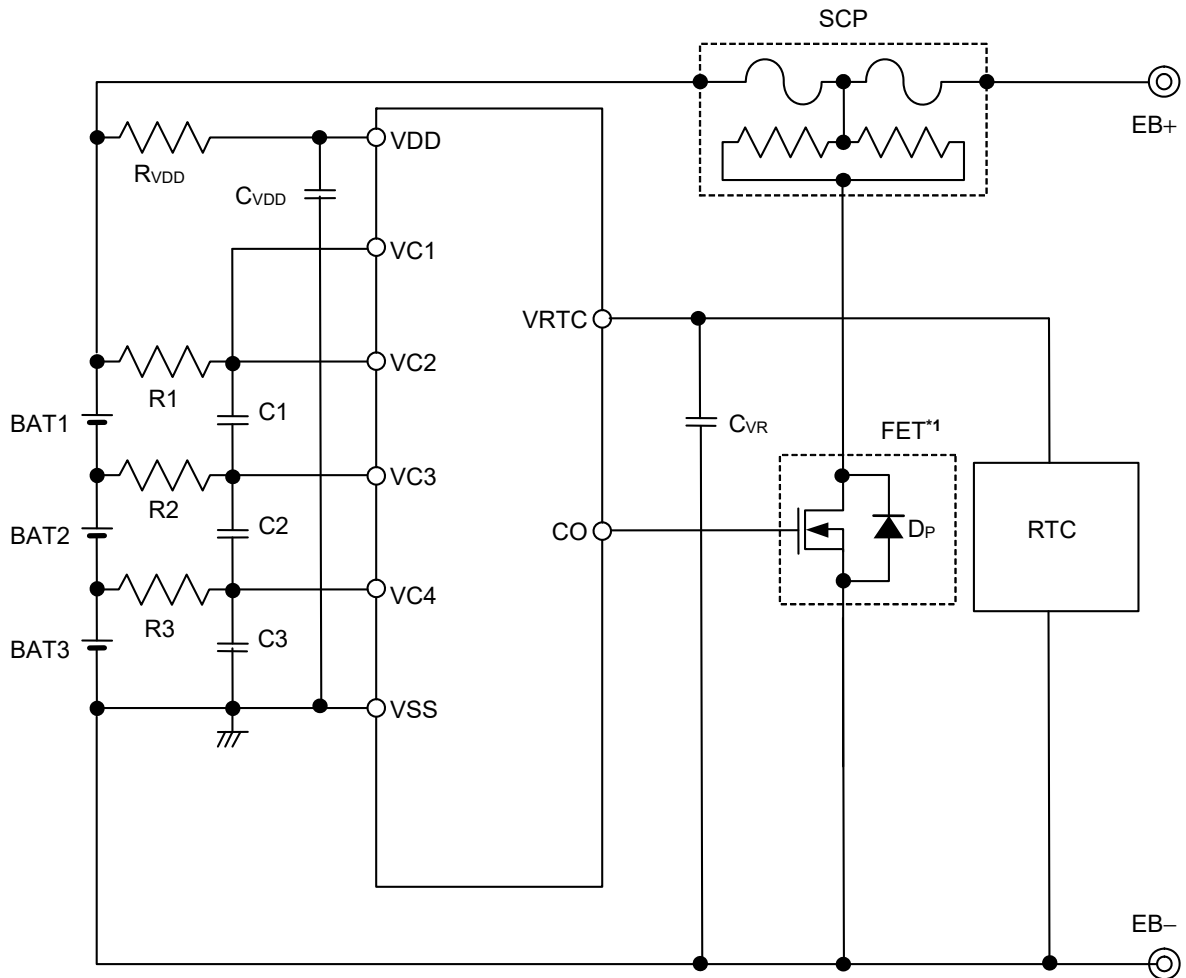 SCP
EB+
VDD
RVDD
CVDD
VC1
VRTC
VC2
R1
C1
BAT1
CVR
FET*1
VC3
R2
C2
CO
DP
RTC
BAT2
VC4
R3
C3
BAT3
VSS
EB−